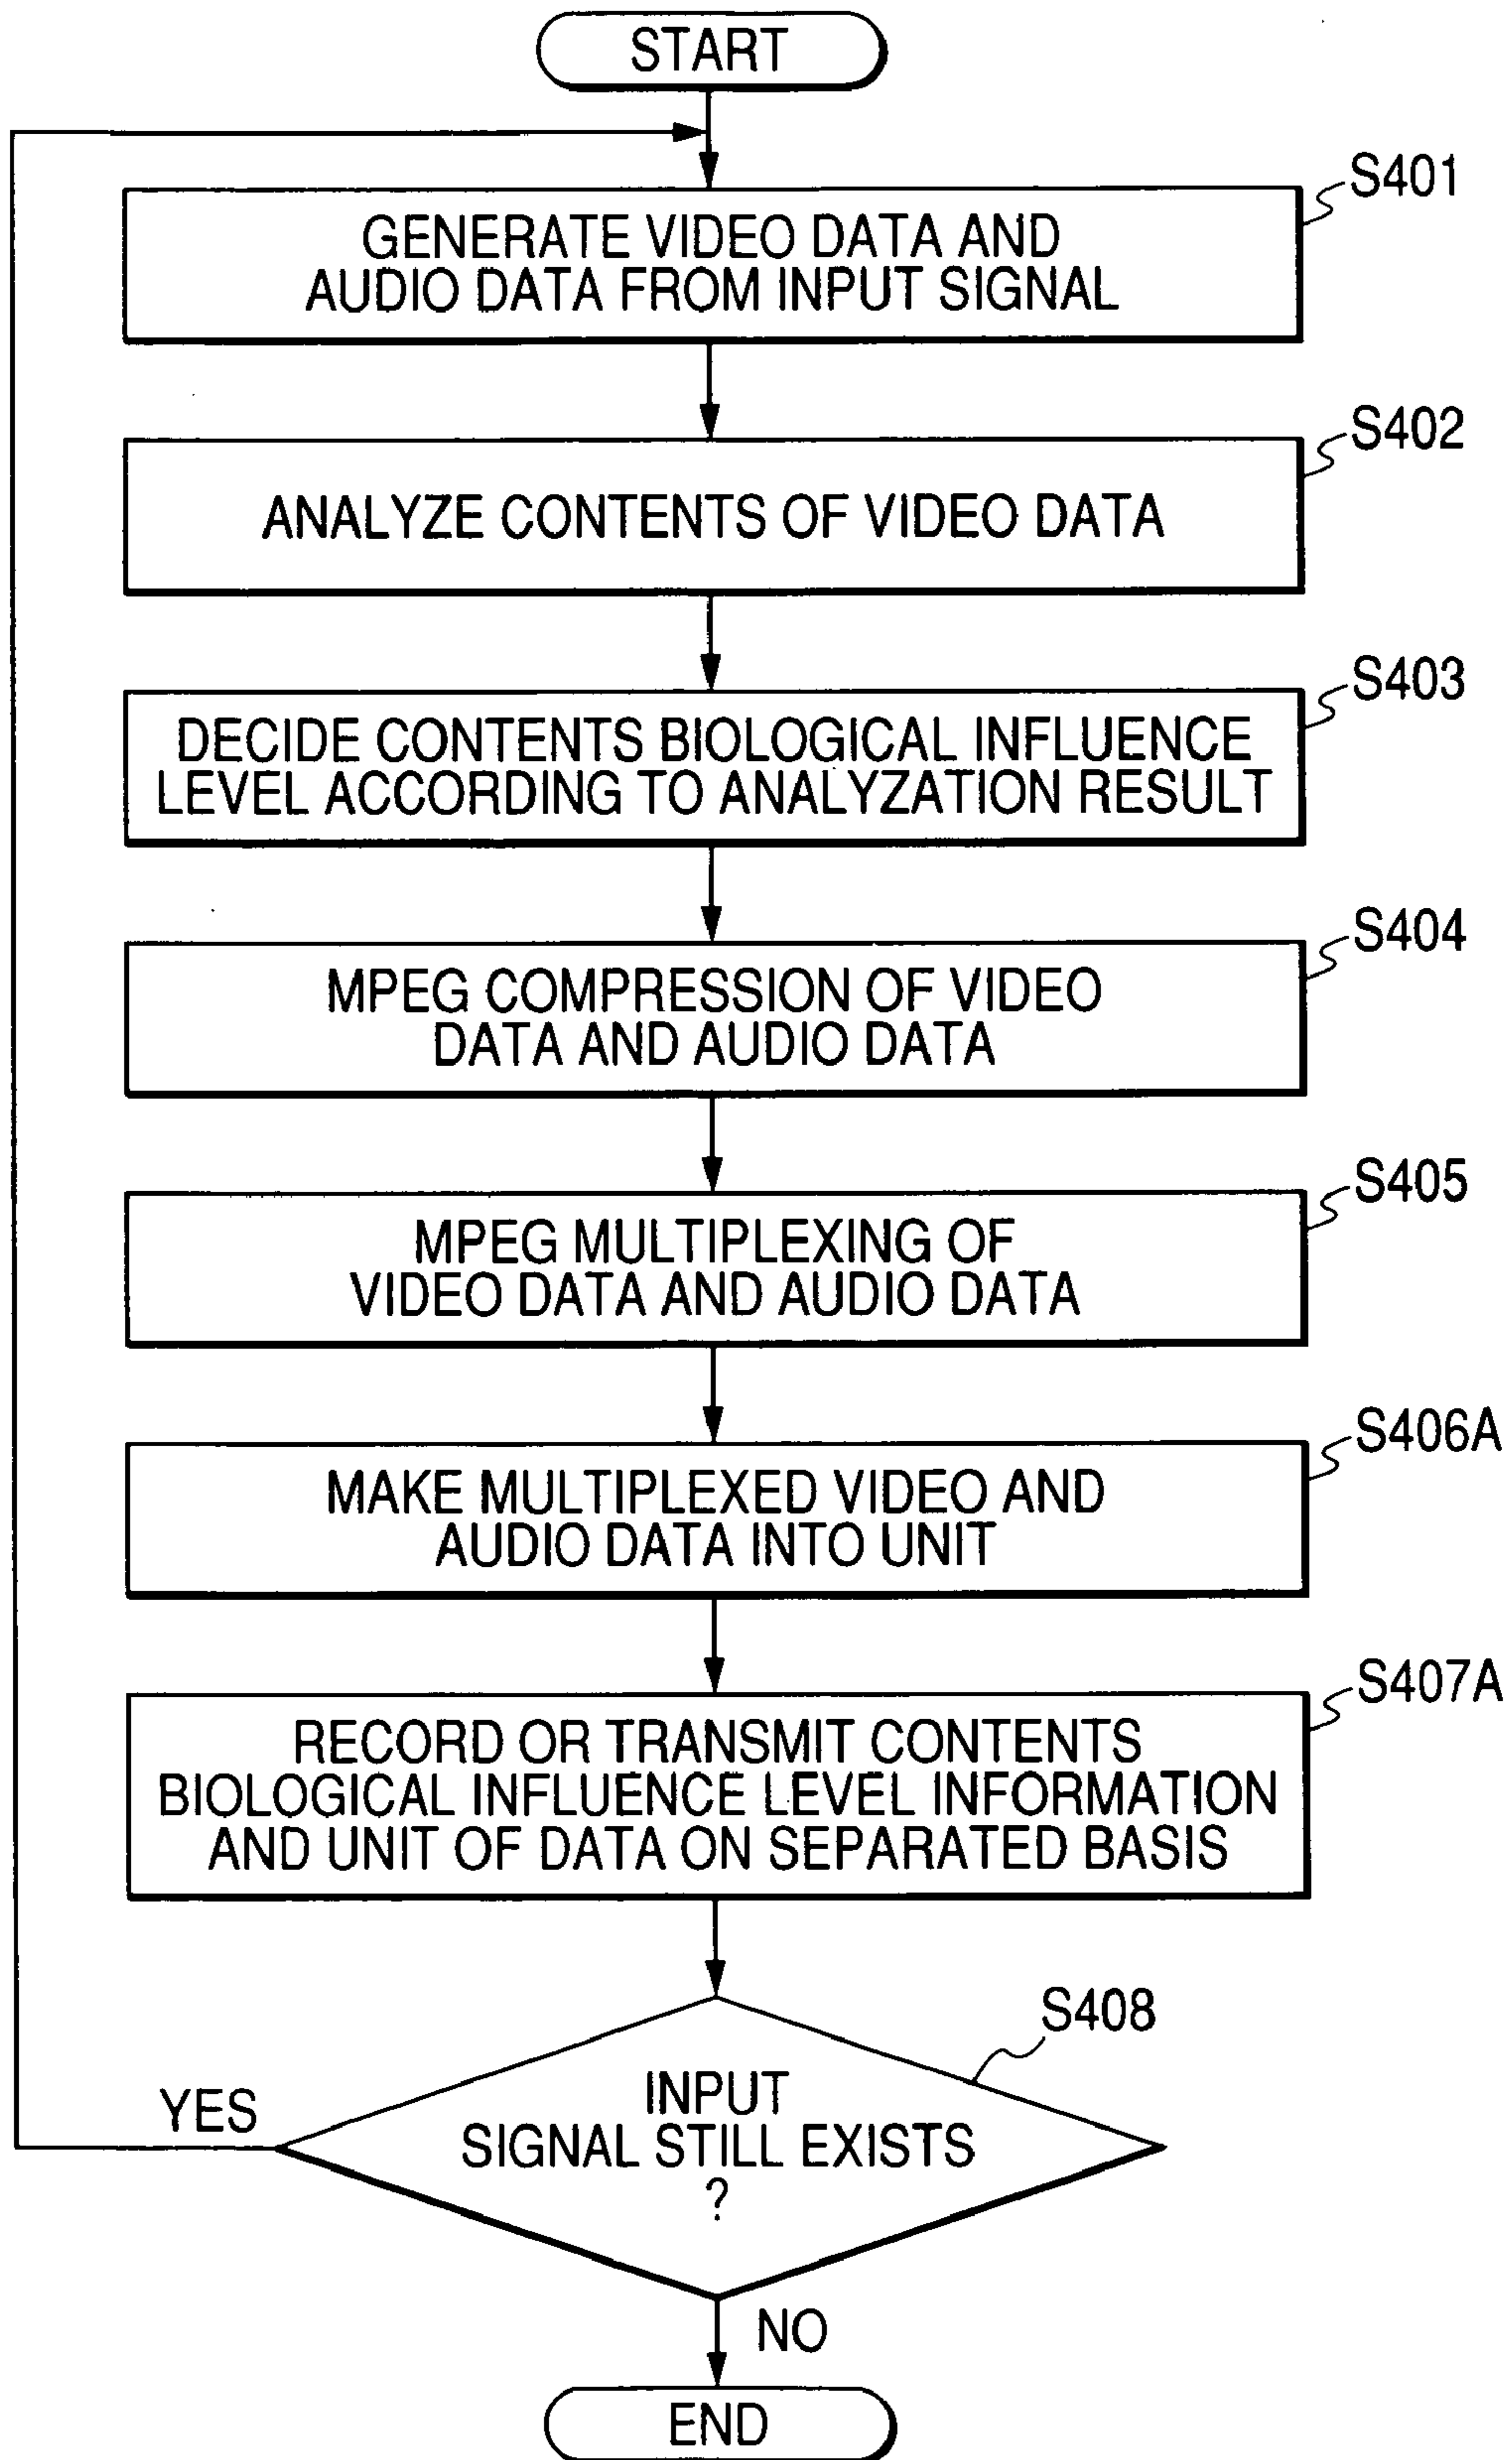 START
S401
GENERATE VIDEO DATA AND
AUDIO DATA FROM INPUT SIGNAL
S402
ANALYZE CONTENTS OF VIDEO DATA
S403
DECIDE CONTENTS BIOLOGICAL INFLUENCE
LEVEL ACCORDING TO ANALYZATION RESULT
S404
MPEG COMPRESSION OF VIDEO
DATA AND AUDIO DATA
S405
MPEG MULTIPLEXING OF
VIDEO DATA AND AUDIO DATA
S406A
MAKE MULTIPLEXED VIDEO AND
AUDIO DATA INTO UNIT
S407A
RECORD OR TRANSMIT CONTENTS
BIOLOGICAL INFLUENCE LEVEL INFORMATION
AND UNIT OF DATA ON SEPARATED BASIS
S408
INPUT
SIGNAL STILL EXISTS
?
YES
NO
END